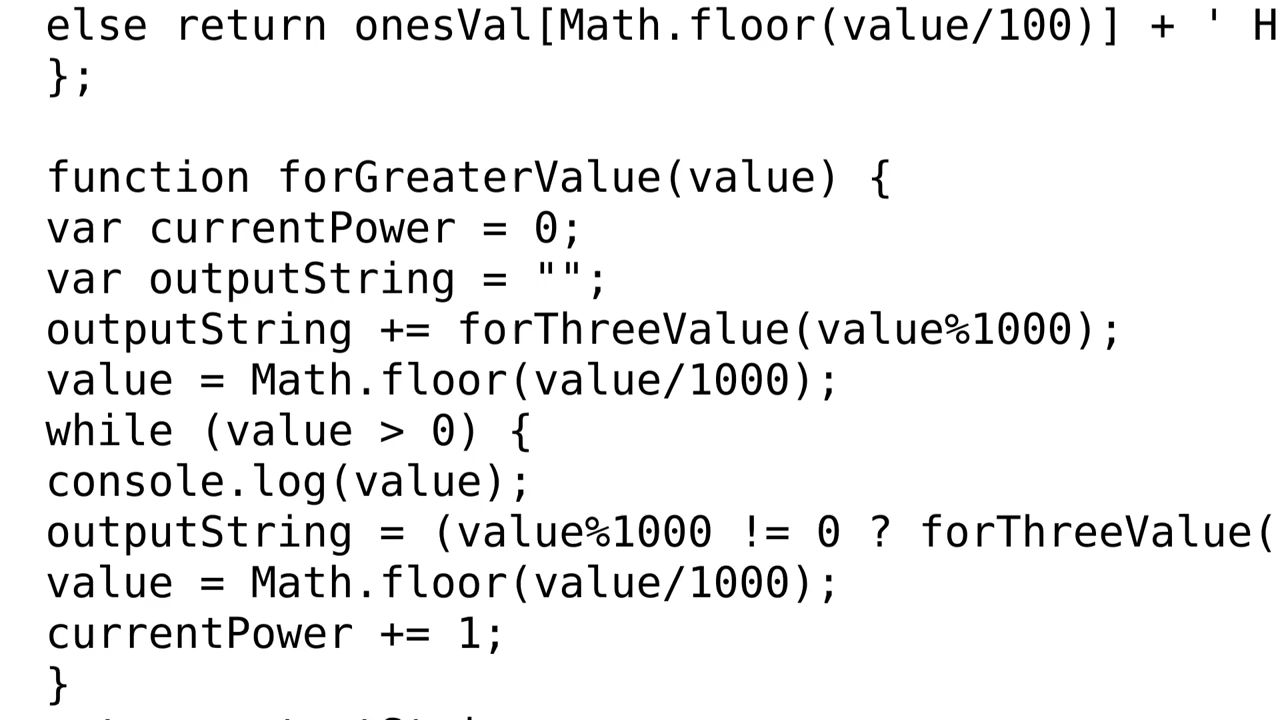 else return onesVal[Math.floor(value/100)] + ' H
};
function forGreaterValue(value) {
var currentPower = 0;
var outputString = "";
outputString += forThreeValue(value%1000);
value = Math.floor(value/1000);
while (value > 0) {
console.log(value);
outputString = (value%1000 != 0 ? forThreeValue(
value = Math.floor(value/1000);
currentPower += 1;
}